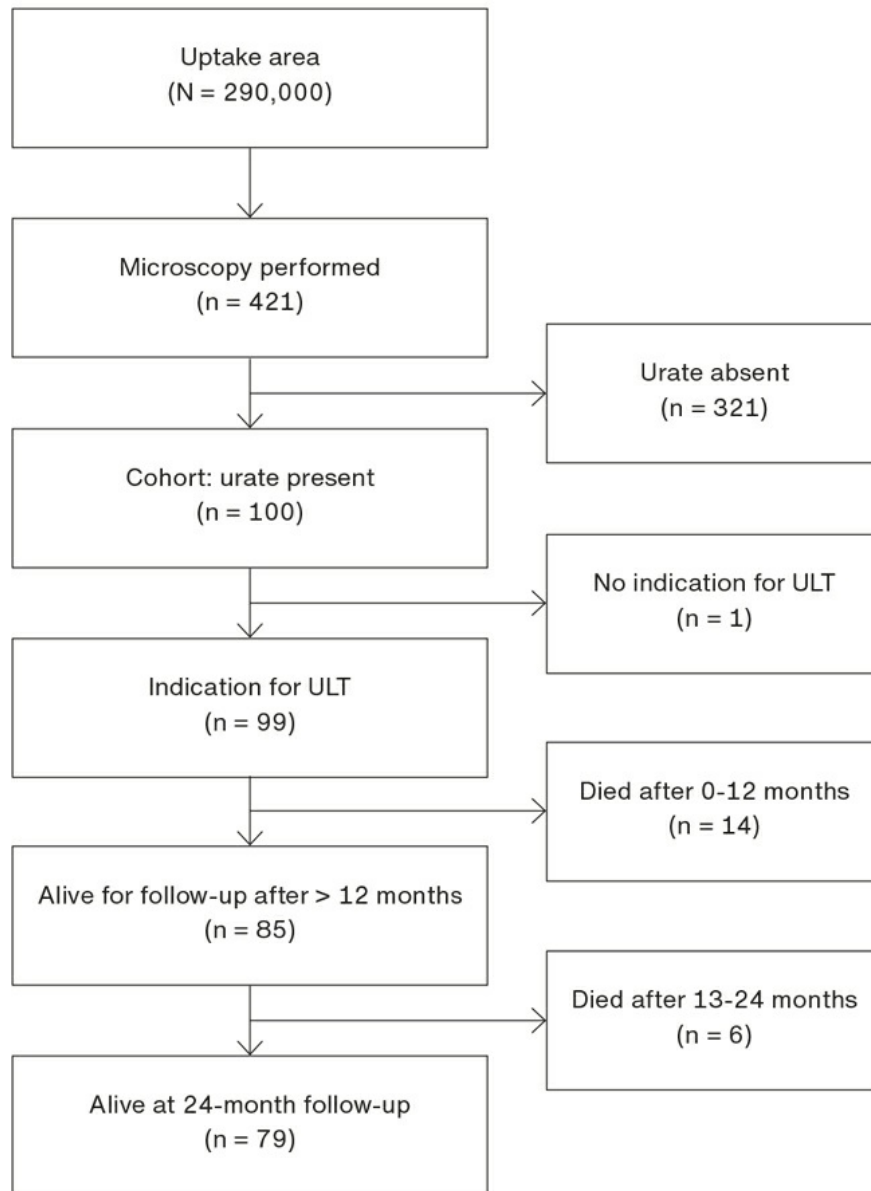 Uptake area
(N = 290,000)
Microscopy performed
(n = 421)
Urate absent
(n = 321)
Cohort: urate present
(n = 100)
No indication for ULT
(n = 1)
Indication for ULT
(n = 99)
Died after 0-12 months
(n = 14)
Alive for follow-up after > 12 months
(n = 85)
Died after 13-24 months
(n = 6)
Alive at 24-month follow-up
(n = 79)